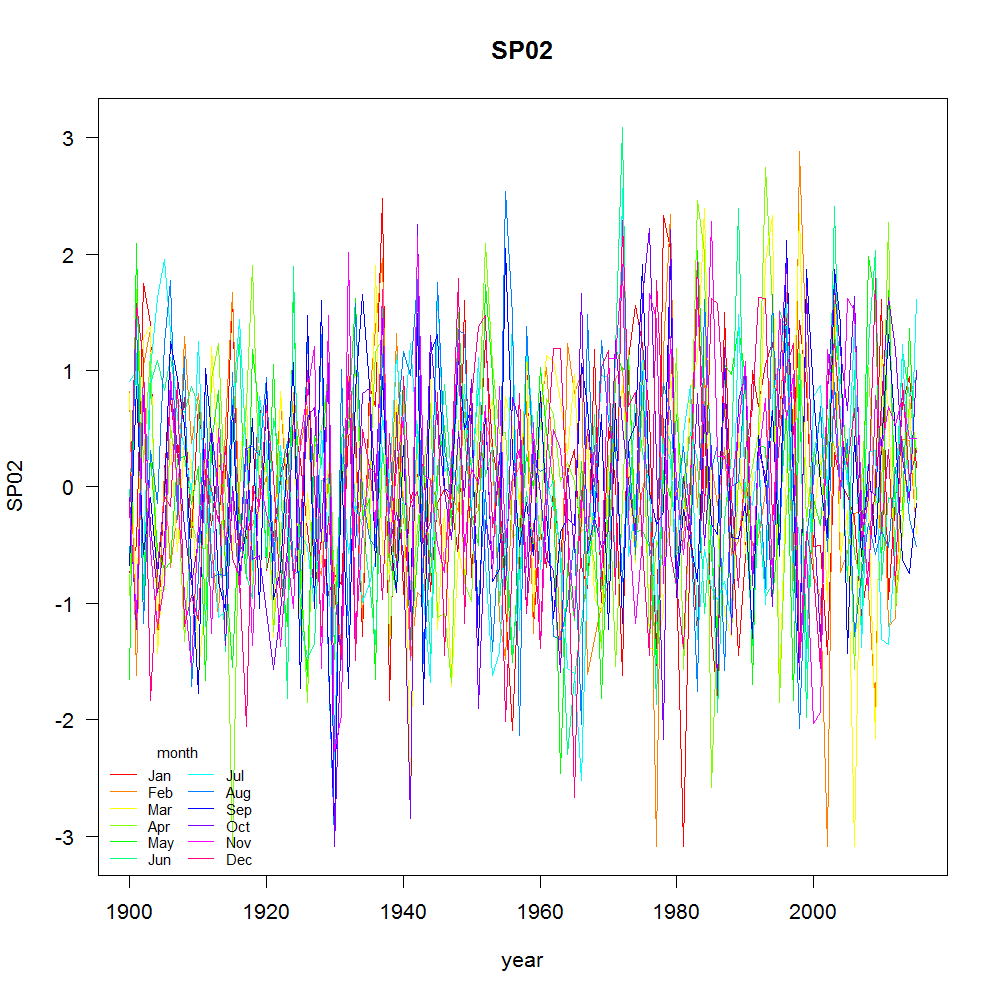 SP02
3
2
1
0
-1
-2
-3
SP02
month
Jan Jul
Feb Aug
Mar Sep
Apr Oct
May Nov
Jun Dec
1900 1920 1940 1960 1980 2000
year